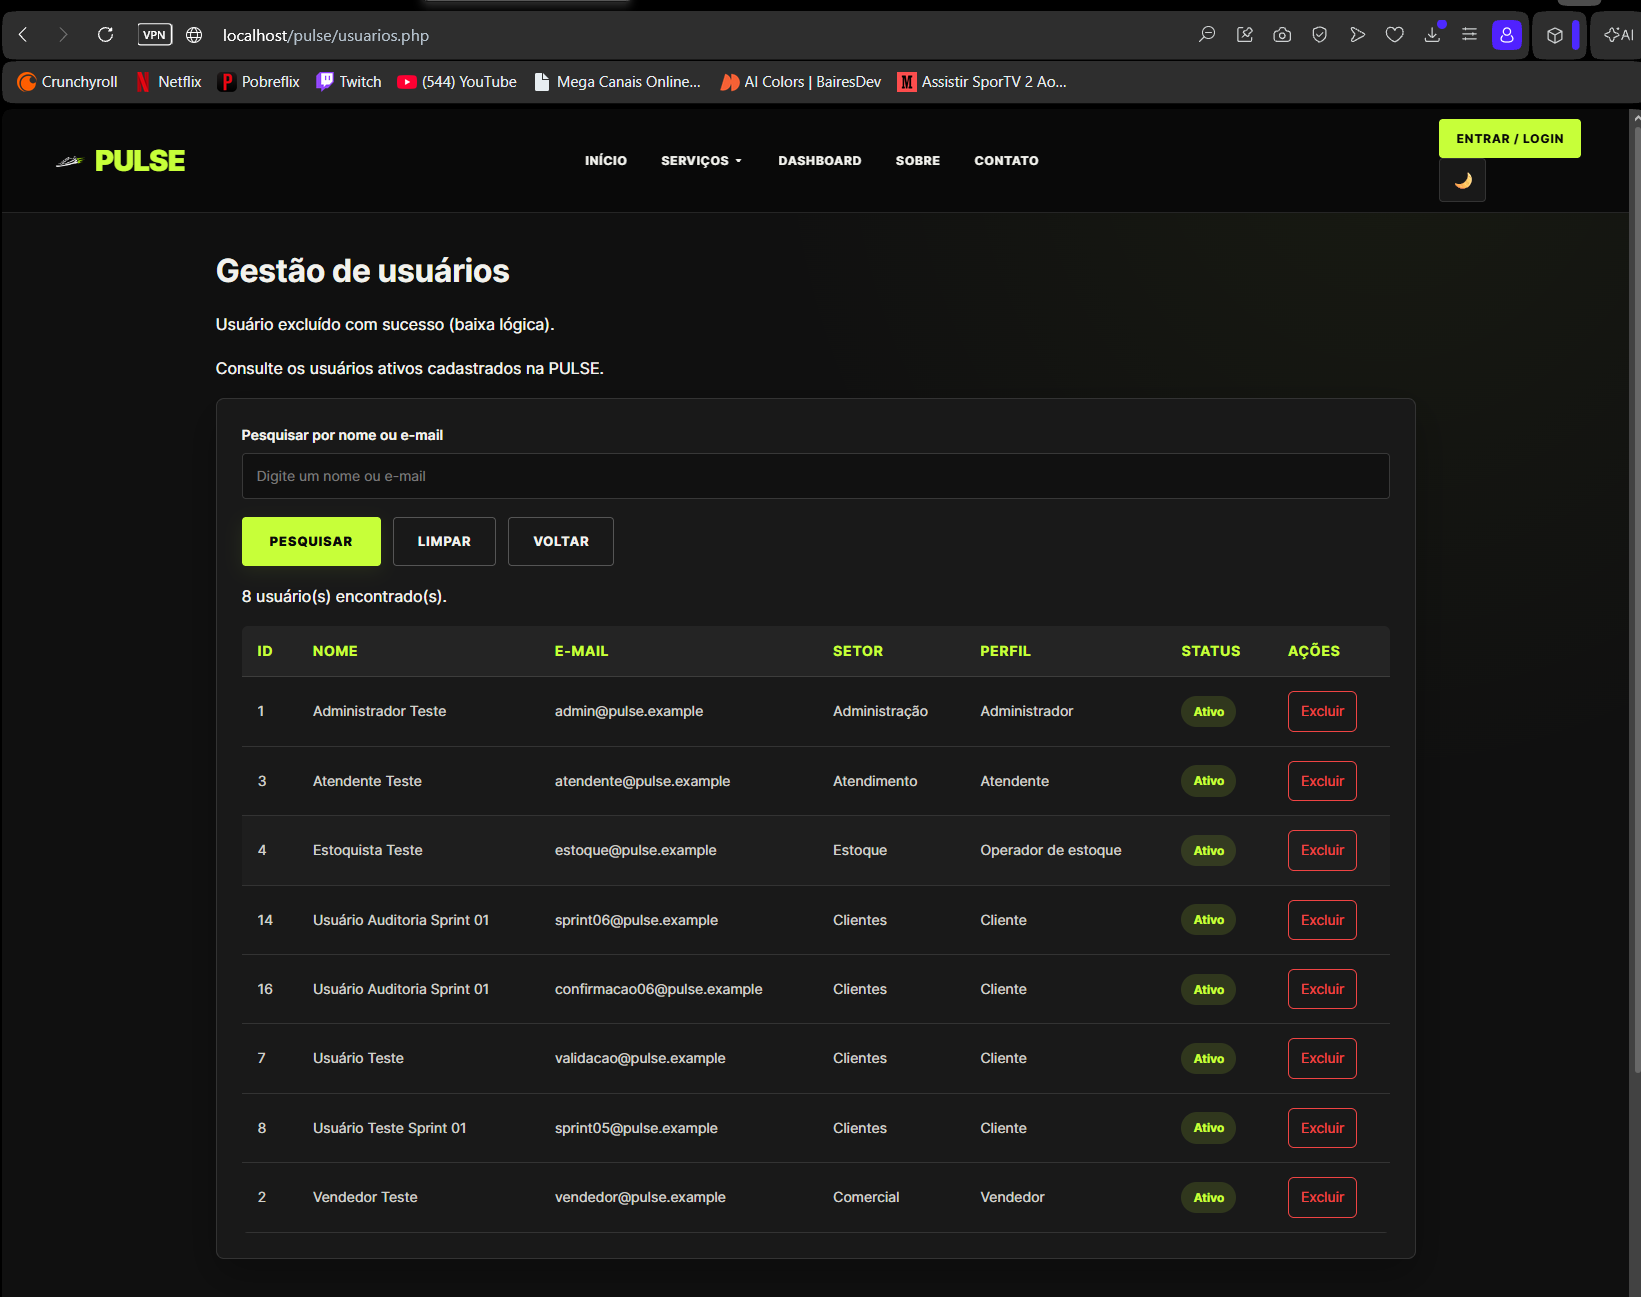 VPN localhost/pulse/usuarios.php AI
Crunchyroll Netflix Pobreflix Twitch (544) YouTube Mega Canais Online... AI Colors | BairesDev Assistir SporTV 2 Ao...
PULSE INÍCIO SERVIÇOS DASHBOARD SOBRE CONTATO ENTRAR / LOGIN
Gestão de usuários
Usuário excluído com sucesso (baixa lógica).
Consulte os usuários ativos cadastrados na PULSE.
Pesquisar por nome ou e-mail
Digite um nome ou e-mail
PESQUISAR LIMPAR VOLTAR
8 usuário(s) encontrado(s).
ID NOME E-MAIL SETOR PERFIL STATUS AÇÕES
1 Administrador Teste admin@pulse.example Administração Administrador Ativo Excluir
3 Atendente Teste atendente@pulse.example Atendimento Atendente Ativo Excluir
4 Estoquista Teste estoque@pulse.example Estoque Operador de estoque Ativo Excluir
14 Usuário Auditoria Sprint 01 sprint06@pulse.example Clientes Cliente Ativo Excluir
16 Usuário Auditoria Sprint 01 confirmacao06@pulse.example Clientes Cliente Ativo Excluir
7 Usuário Teste validacao@pulse.example Clientes Cliente Ativo Excluir
8 Usuário Teste Sprint 01 sprint05@pulse.example Clientes Cliente Ativo Excluir
2 Vendedor Teste vendedor@pulse.example Comercial Vendedor Ativo Excluir